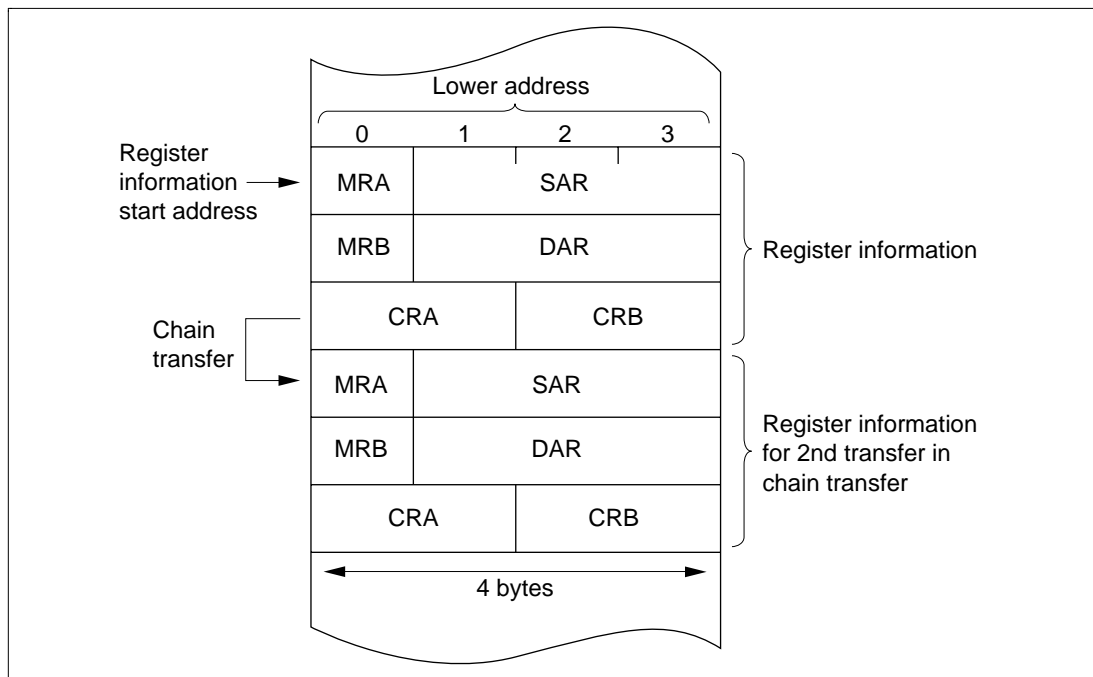 Lower address
0 1 2 3
Register
information
start address
MRA SAR
MRB DAR
Register information
CRA CRB
Chain
transfer
MRA SAR
MRB DAR
Register information
for 2nd transfer in
chain transfer
CRA CRB
4 bytes